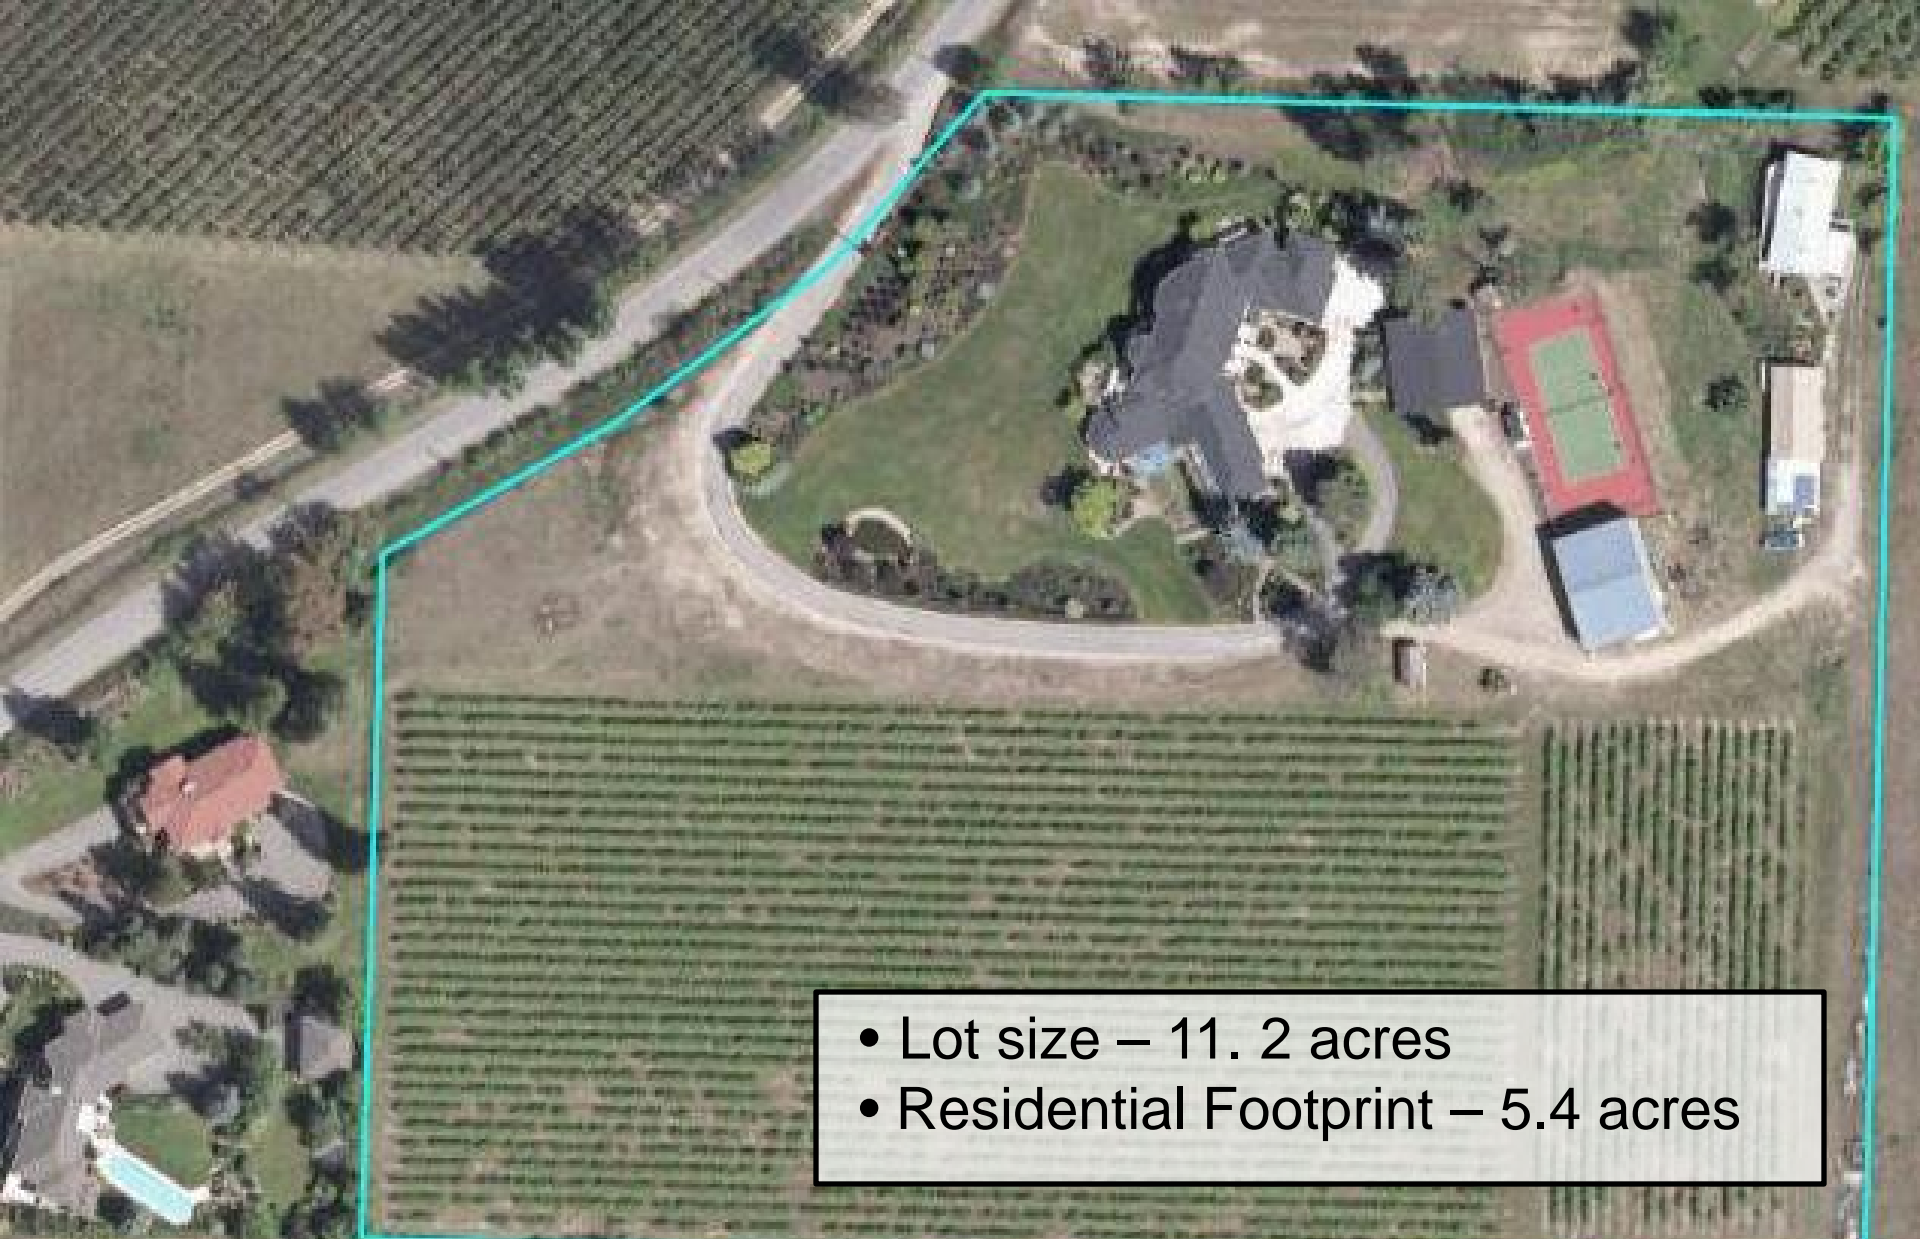 • Lot size – 11. 2 acres
• Residential Footprint – 5.4 acres